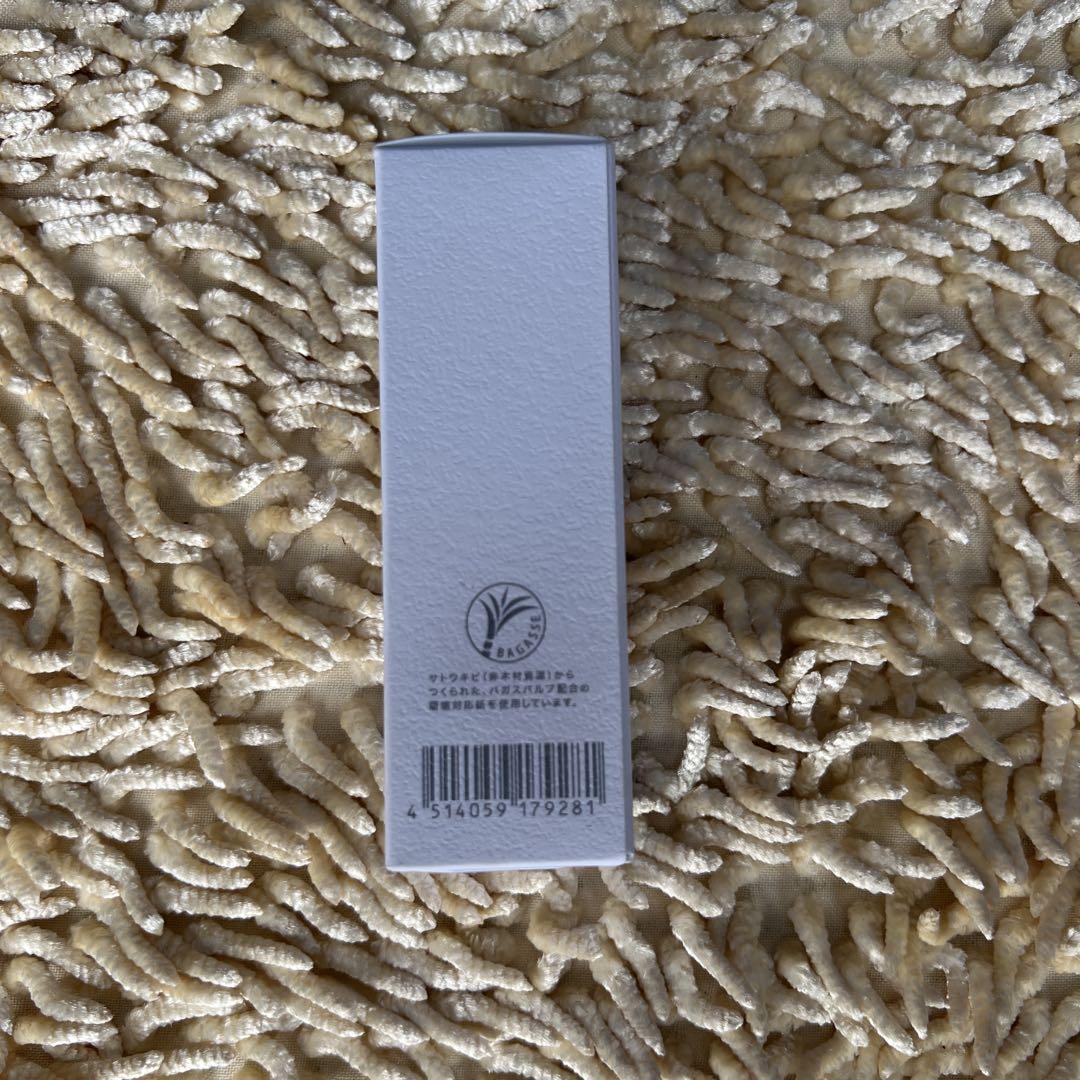 BAGASSE
サトウキビ(非木材資源)から
つくられた、バガスパルプ配合の
環境対応紙を使用しています。
4 514059 179281